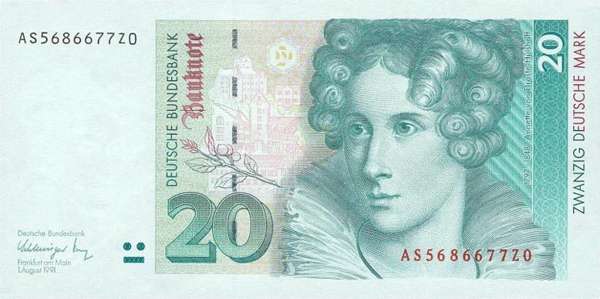 AS5686677Z0
DEUTSCHE BUNDESBANK
Banknote
20
Deutsche Bundesbank
Frankfurt am Main
1.August 1991
20
ZWANZIG DEUTSCHE MARK
1797-1848 Annette von Droste-Hülshoff
AS5686677Z0